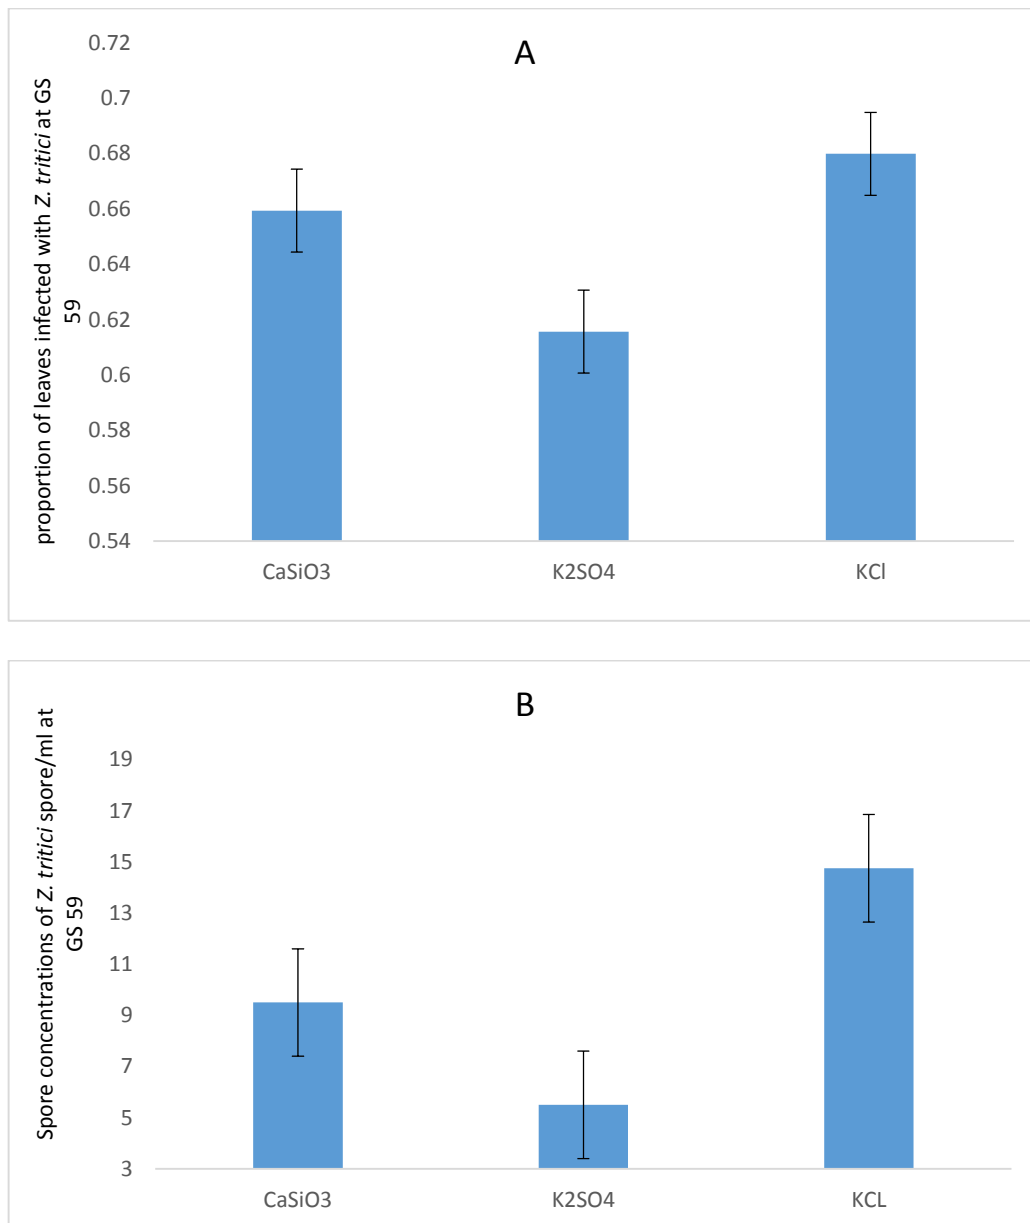 A
proportion of leaves infected with Z. tritici at GS
59
0.72
0.7
0.68
0.66
0.64
0.62
0.6
0.58
0.56
0.54
CaSiO3 K2SO4 KCl
B
Spore concentrations of Z. tritici spore/ml at
GS 59
19
17
15
13
11
9
7
5
3
CaSiO3 K2SO4 KCL